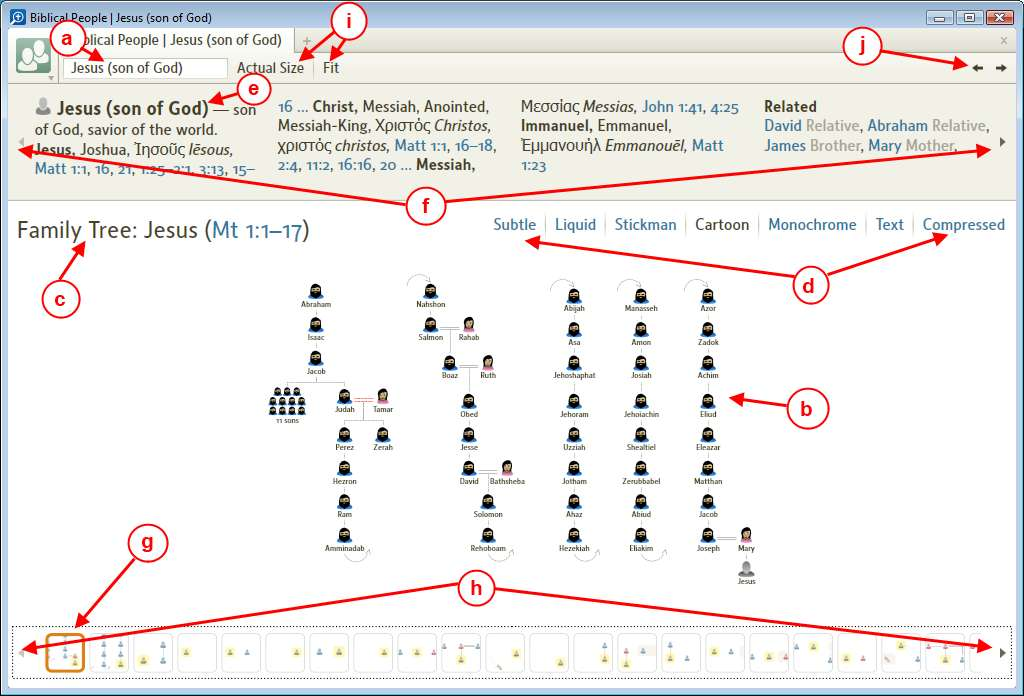 Biblical People | Jesus (son of God)
a
blical People | Jesus (son of God)
+
i
j
Jesus (son of God)
Actual Size
Fit
e
Jesus (son of God) — son
of God, savior of the world.
Jesus, Joshua, Ἰησοῦς Iēsous,
Matt 1:1, 16, 21, 1:25–2:1, 3:13, 15–
16 ... Christ, Messiah, Anointed,
Messiah-King, Χριστός Christos,
χριστός christos, Matt 1:1, 16–18,
2:4, 11:2, 16:16, 20 ... Messiah,
Μεσσίας Messias, John 1:41, 4:25
Immanuel, Emmanuel,
Ἐμμανουήλ Emmanouēl, Matt
1:23
Related
David Relative, Abraham Relative,
James Brother, Mary Mother,
f
Family Tree: Jesus (Mt 1:1–17)
Subtle
Liquid
Stickman
Cartoon
Monochrome
Text
Compressed
c
d
b
Abraham
Isaac
Jacob
11 sons
Judah
Tamar
Perez
Zerah
Hezron
Ram
Amminadab
Nahshon
Salmon
Rahab
Boaz
Ruth
Obed
Jesse
David
Bathsheba
Solomon
Rehoboam
Abijah
Asa
Jehoshaphat
Jehoram
Uzziah
Jotham
Ahaz
Hezekiah
Manasseh
Amon
Josiah
Jehoiachin
Shealtiel
Zerubbabel
Abiud
Eliakim
Azor
Zadok
Achim
Eliud
Eleazar
Matthan
Jacob
Joseph
Mary
Jesus
g
h